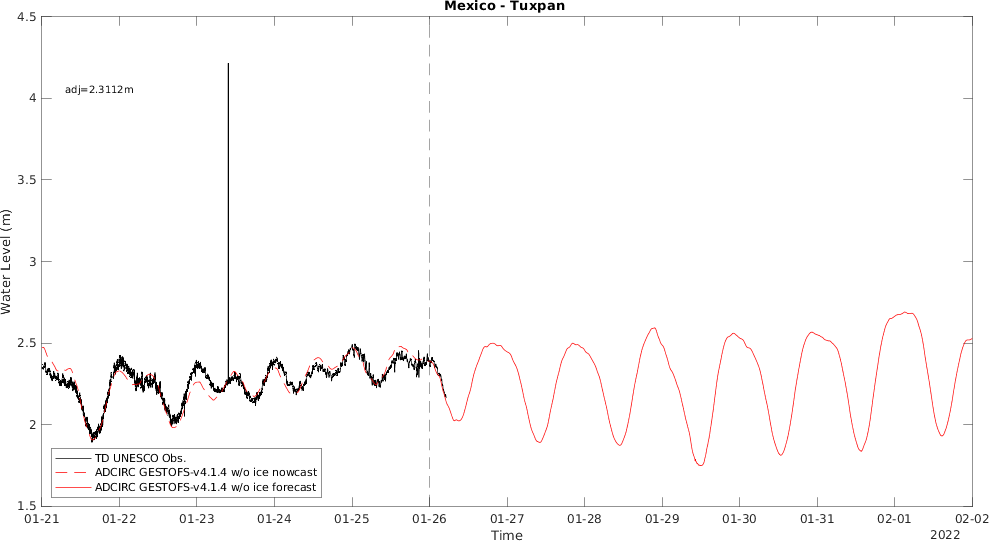 Mexico - Tuxpan
4.5
4
3.5
3
2.5
2
1.5
Water Level (m)
adj=2.3112m
TD UNESCO Obs.
ADCIRC GESTOFS-v4.1.4 w/o ice nowcast
ADCIRC GESTOFS-v4.1.4 w/o ice forecast
01-21 01-22 01-23 01-24 01-25 01-26 01-27 01-28 01-29 01-30 01-31 02-01 02-02
Time
2022